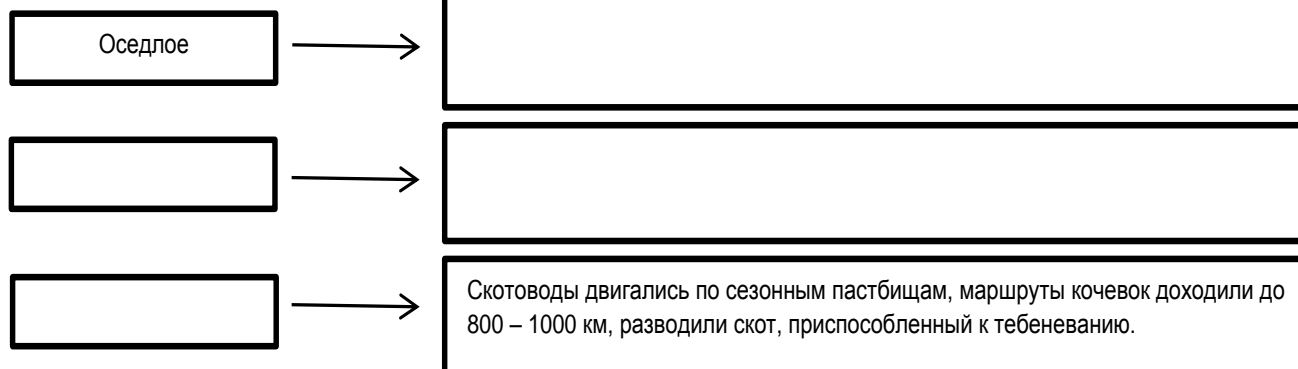 Оседлое
Скотоводы двигались по сезонным пастбищам, маршруты кочевок доходили до
800 – 1000 км, разводили скот, приспособленный к тебеневанию.